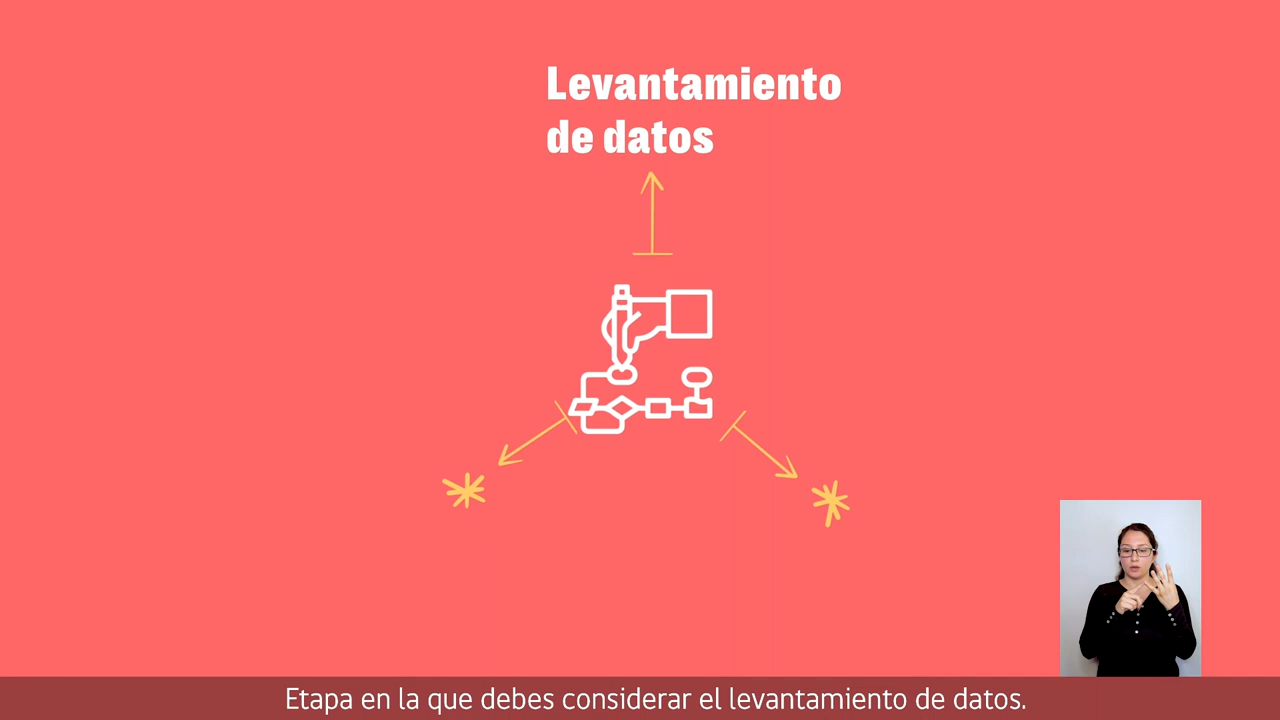 Levantamiento
de datos
Etapa en la que debes considerar el levantamiento de datos.